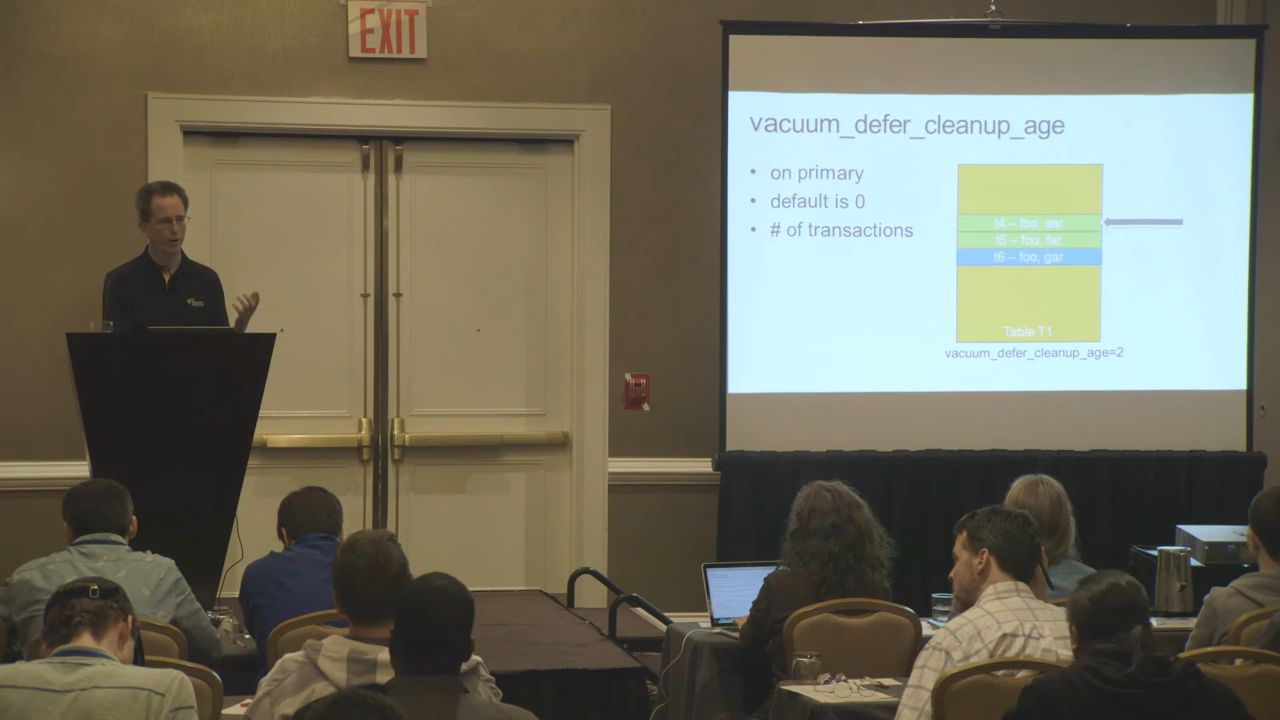 EXIT
vacuum_defer_cleanup_age
• on primary
• default is 0
• # of transactions
t4 – foo, ear
t5 – foo, far
t6 – foo, gar
Table T1
vacuum_defer_cleanup_age=2